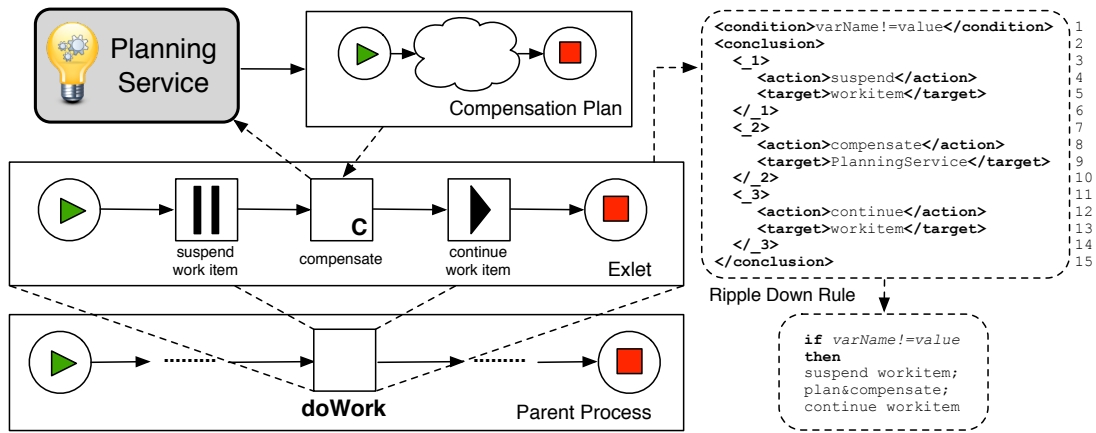 Planning
Service
Compensation Plan
C
suspend
work item
compensate
continue
work item
Exlet
doWork
Parent Process
<condition>varName!=value</condition> 1
<conclusion> 2
<_1> 3
<action>suspend</action> 4
<target>workitem</target> 5
</_1> 6
<_2> 7
<action>compensate</action> 8
<target>PlanningService</target> 9
</_2> 10
<_3> 11
<action>continue</action> 12
<target>workitem</target> 13
</_3> 14
</conclusion> 15
Ripple Down Rule
if varName!=value
then
suspend workitem;
plan&compensate;
continue workitem